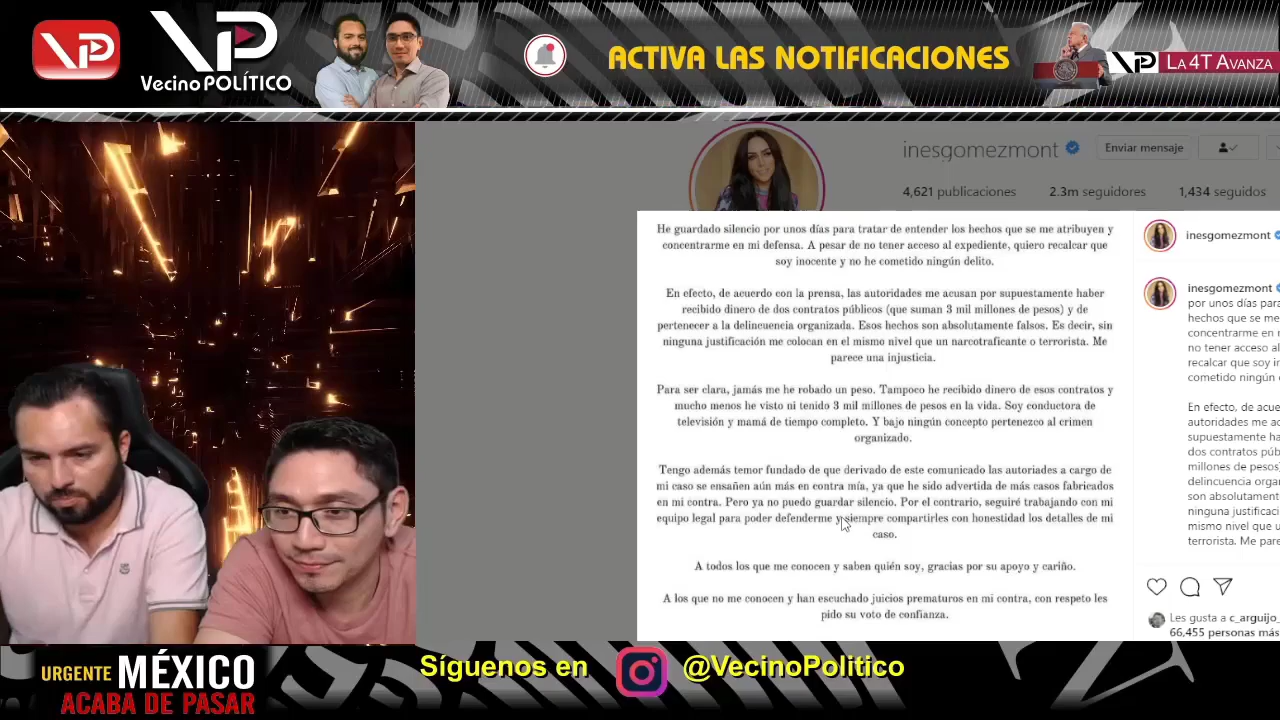 VP
VP
Vecino POLÍTICO
ACTIVA LAS NOTIFICACIONES
VP LA 4T AVANZA
inesgomezmont
Enviar mensaje
4,621 publicaciones
2.3m seguidores
1,434 seguidos
He guardado silencio por unos días para tratar de entender los hechos que se me atribuyen y
concentrarme en mi defensa. A pesar de no tener acceso al expediente, quiero recalcar que
soy inocente y no he cometido ningún delito.
En efecto, de acuerdo con la prensa, las autoridades me acusan por supuestamente haber
recibido dinero de dos contratos públicos (que suman 3 mil millones de pesos) y de
pertenecer a la delincuencia organizada. Esos hechos son absolutamente falsos. Es decir, sin
ninguna justificación me colocan en el mismo nivel que un narcotraficante o terrorista. Me
parece una injusticia.
Para ser clara, jamás me he robado un peso. Tampoco he recibido dinero de esos contratos y
mucho menos he visto ni tenido 3 mil millones de pesos en la vida. Soy conductora de
televisión y mamá de tiempo completo. Y bajo ningún concepto pertenezco al crimen
organizado.
Tengo además temor fundado de que derivado de este comunicado las autoriades a cargo de
mi caso se ensañen aún más en contra mía, ya que he sido advertida de más casos fabricados
en mi contra. Pero ya no puedo guardar silencio. Por el contrario, seguiré trabajando con mi
equipo legal para poder defenderme y siempre compartirles con honestidad los detalles de mi
caso.
A todos los que me conocen y saben quién soy, gracias por su apoyo y cariño.
A los que no me conocen y han escuchado juicios prematuros en mi contra, con respeto les
pido su voto de confianza.
inesgomezmont
inesgomezmont
por unos días para
hechos que se me
concentrarme en
no tener acceso al
recalcar que soy
cometido ningún
En efecto, de acue
autoridades me ac
supuestamente ha
dos contratos públ
millones de pesos)
delincuencia orga
son absolutamente
ninguna justificaci
mismo nivel que u
terrorista. Me pare
Les gusta a c_arguijo_
66,455 personas más
URGENTE MÉXICO
ACABA DE PASAR
Síguenos en @VecinoPolitico